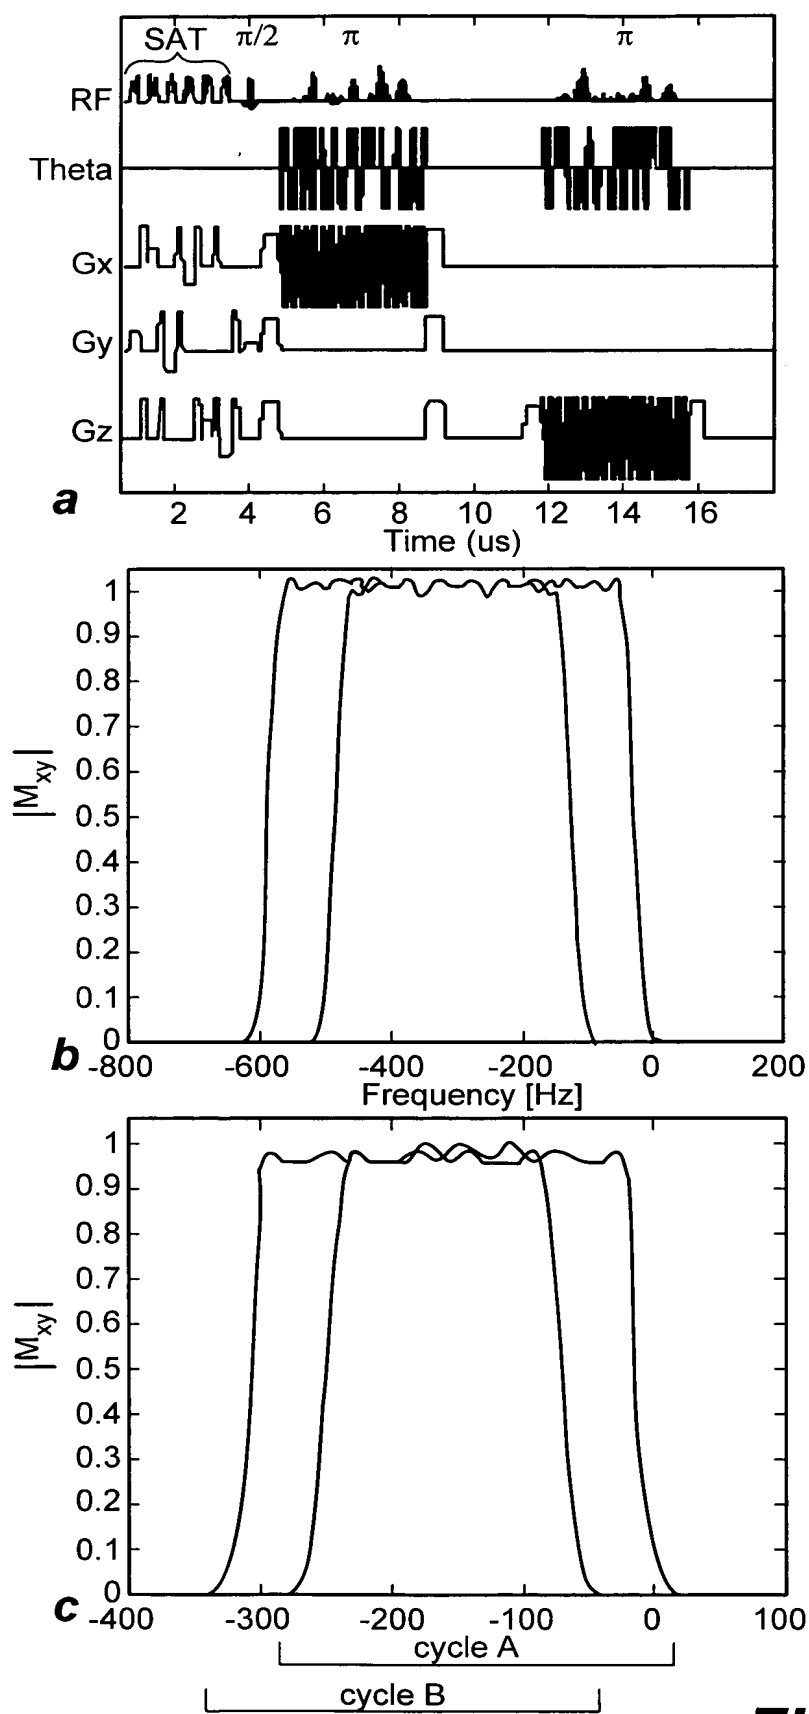 SAT π/2 π π
RF
Theta
Gx
Gy
Gz
a
2 4 6 8 10 12 14 16
Time (us)
1
0.9
0.8
0.7
0.6
0.5
0.4
0.3
0.2
0.1
0
|Mxy|
b
-800 -600 -400 -200 0 200
Frequency [Hz]
1
0.9
0.8
0.7
0.6
0.5
0.4
0.3
0.2
0.1
0
|Mxy|
c
-400 -300 -200 -100 0 100
cycle A
cycle B